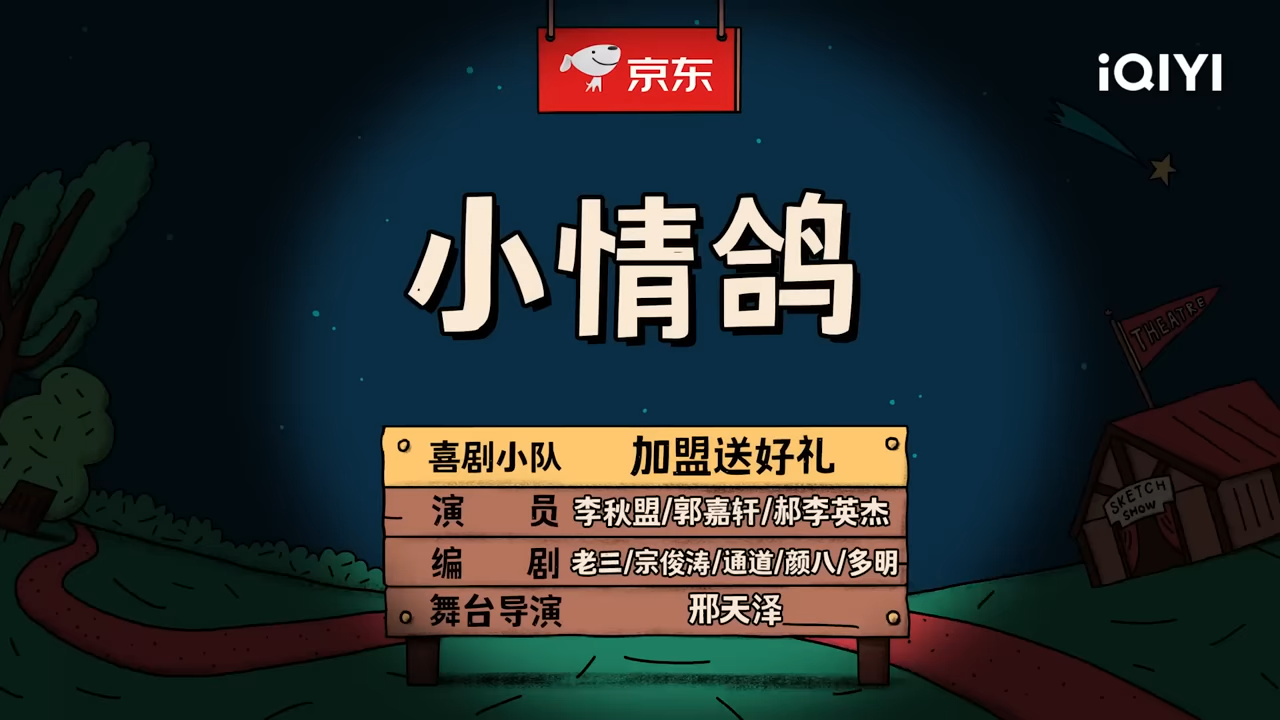 京东
iQIYI
小情鸽
THEATRE
喜剧小队 加盟送好礼
演 员 李秋盟/郭嘉轩/郝李英杰
SKETCH
SHOW
编 剧 老三/宗俊涛/通道/颜八/多明
舞台导演 邢天泽